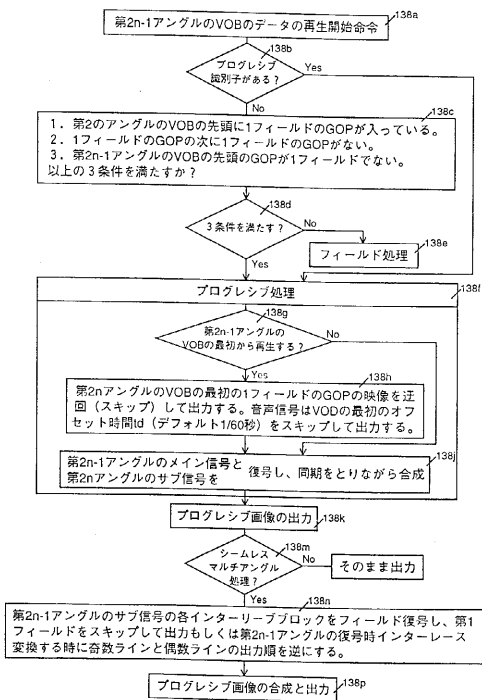 第2n-1アングルのVOBのデータの再生開始命令
138a
138b
プログレシブ
識別子がある?
Yes
No
138c
1. 第2のアングルのVOBの先頭に1フィールドのGOPが入っている。
2. 1フィールドのGOPの次に1フィールドのGOPがない。
3. 第2n-1アングルのVOBの先頭のGOPが1フィールドでない。
以上の3条件を満たすか?
138d
3条件を満たす?
No
Yes
フィールド処理
138e
プログレシブ処理
138f
138g
第2n-1アングルの
VOBの最初から再生する?
No
Yes
138h
第2nアングルのVOBの最初の1フィールドのGOPの映像を迂
回(スキップ)して出力する。音声信号はVODの最初のオフ
セット時間td(デフォルト1/60秒)をスキップして出力する。
138j
第2n-1アングルのメイン信号と
第2nアングルのサブ信号を
復号し、同期をとりながら合成
プログレシブ画像の出力
138k
138m
シームレス
マルチアングル
処理?
No
そのまま出力
Yes
138n
第2n-1アングルのサブ信号の各インターリーブブロックをフィールド復号し、第1
フィールドをスキップして出力もしくは第2n-1アングルの復号時インターレース
変換する時に奇数ラインと偶数ラインの出力順を逆にする。
プログレシブ画像の合成と出力
138p